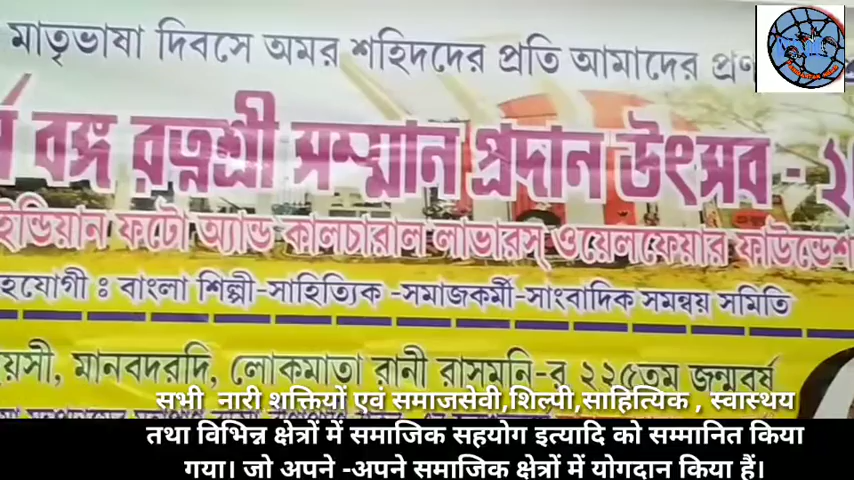 মাতৃভাষা দিবসে অমর শহিদদের প্রতি আমাদের
বঙ্গ রত্নশ্রী সম্মান প্রদান উৎসব -
ইন্ডিয়ান ফটো অ্যান্ড কালচারাল লাভারস্ ওয়েলফেয়ার ফাউন্ডেশ
হযোগী : বাংলা শিল্পী-সাহিত্যিক -সমাজকর্মী-সাংবাদিক সমন্বয় সমিতি
য়সী, মানবদরদি, লোকমাতা রানী রাসমনি-র ২২৫তম জন্মবর্ষ
सभी नारी शक्तियों एवं समाजसेवी,शिल्पी,साहित्यिक , स्वास्थय
तथा विभिन्न क्षेत्रों में समाजिक सहयोग इत्यादि को सम्मानित किया
गया। जो अपने -अपने समाजिक क्षेत्रों में योगदान किया हैं।